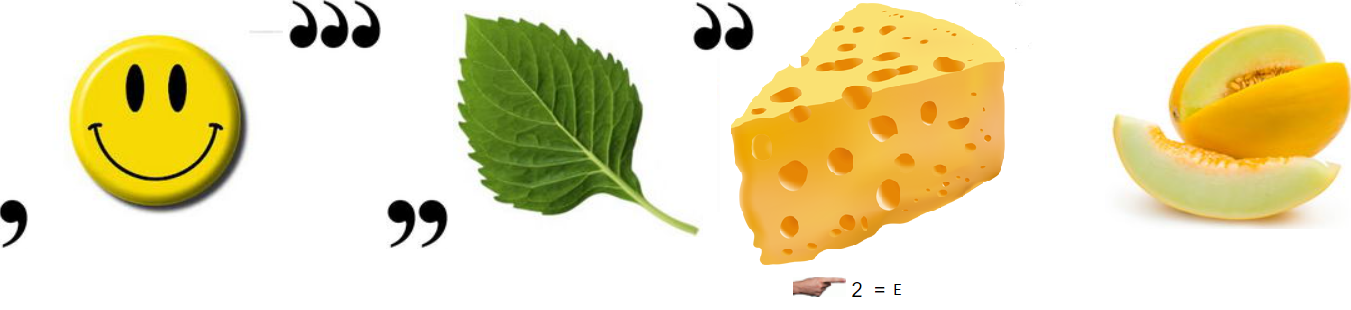 , ,,, ,, ,,
2 = E